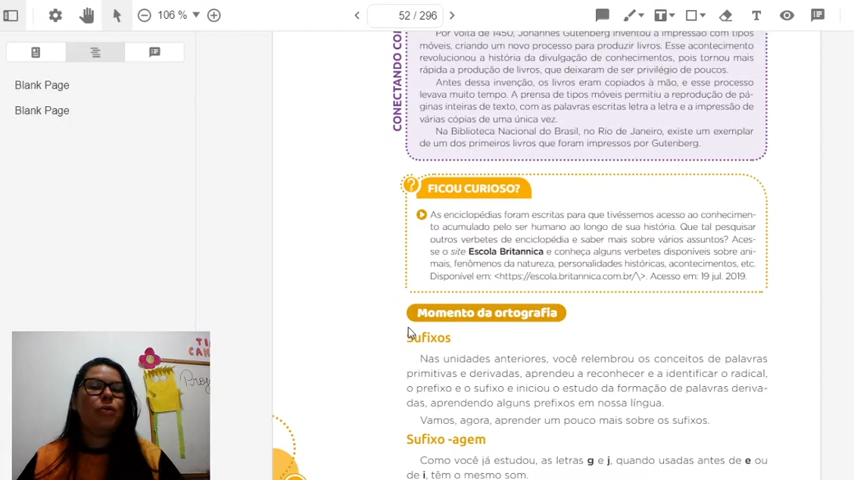 106 %
52 / 296
Blank Page
Blank Page
CONECTANDO CO
Por volta de 1450, Johannes Gutenberg inventou a impressão com tipos
móveis, criando um novo processo para produzir livros. Esse acontecimento
revolucionou a história da divulgação de conhecimentos, pois tornou mais
rápida a produção de livros, que deixaram de ser privilégio de poucos.
Antes dessa invenção, os livros eram copiados à mão, e esse processo
levava muito tempo. A prensa de tipos móveis permitiu a reprodução de pá-
ginas inteiras de texto, com as palavras escritas letra a letra e a impressão de
várias cópias de uma única vez.
Na Biblioteca Nacional do Brasil, no Rio de Janeiro, existe um exemplar
de um dos primeiros livros que foram impressos por Gutenberg.
? FICOU CURIOSO?
As enciclopédias foram escritas para que tivéssemos acesso ao conhecimen-
to acumulado pelo ser humano ao longo de sua história. Que tal pesquisar
outros verbetes de enciclopédia e saber mais sobre vários assuntos? Aces-
se o site Escola Britannica e conheça alguns verbetes disponíveis sobre ani-
mais, fenômenos da natureza, personalidades históricas, acontecimentos, etc.
Disponível em: <https://escola.britannica.com.br/\>. Acesso em: 19 jul. 2019.
Momento da ortografia
Sufixos
Nas unidades anteriores, você relembrou os conceitos de palavras
primitivas e derivadas, aprendeu a reconhecer e a identificar o radical,
o prefixo e o sufixo e iniciou o estudo da formação de palavras deriva-
das, aprendendo alguns prefixos em nossa língua.
Vamos, agora, aprender um pouco mais sobre os sufixos.
Sufixo -agem
Como você já estudou, as letras g e j, quando usadas antes de e ou
de i, têm o mesmo som.